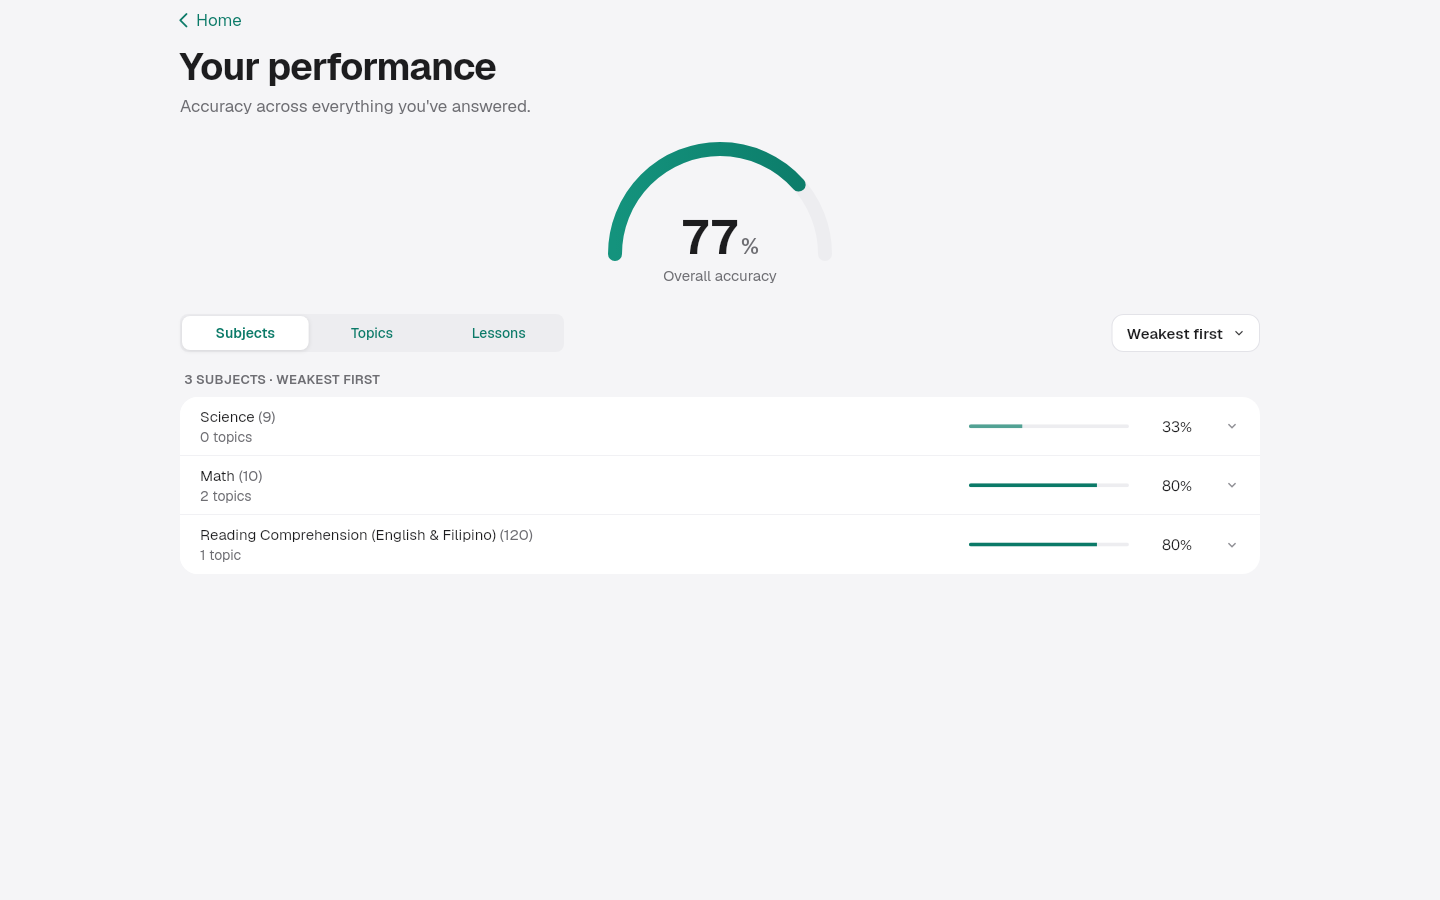 Home
Your performance
Accuracy across everything you've answered.
77%
Overall accuracy
Subjects
Topics
Lessons
Weakest first
3 SUBJECTS · WEAKEST FIRST
Science (9)
0 topics
33%
Math (10)
2 topics
80%
Reading Comprehension (English & Filipino) (120)
1 topic
80%